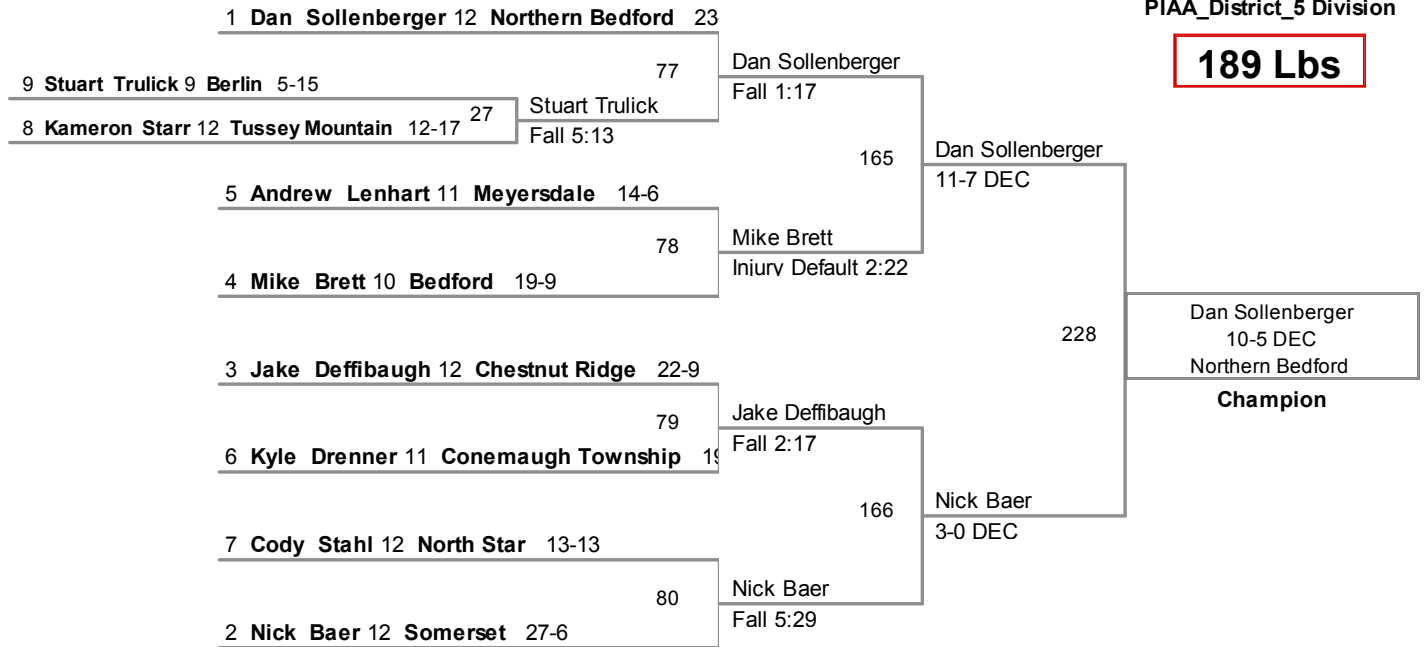 PIAA_District_5 Division
189 Lbs
1 Dan Sollenberger 12 Northern Bedford 23
77
Dan Sollenberger
Fall 1:17
9 Stuart Trulick 9 Berlin 5-15
27
Stuart Trulick
Fall 5:13
8 Kameron Starr 12 Tussey Mountain 12-17
165
Dan Sollenberger
11-7 DEC
5 Andrew Lenhart 11 Meyersdale 14-6
78
Mike Brett
Injury Default 2:22
4 Mike Brett 10 Bedford 19-9
228
Dan Sollenberger
10-5 DEC
Northern Bedford
Champion
3 Jake Deffibaugh 12 Chestnut Ridge 22-9
79
Jake Deffibaugh
Fall 2:17
6 Kyle Drenner 11 Conemaugh Township
166
Nick Baer
3-0 DEC
7 Cody Stahl 12 North Star 13-13
80
Nick Baer
Fall 5:29
2 Nick Baer 12 Somerset 27-6